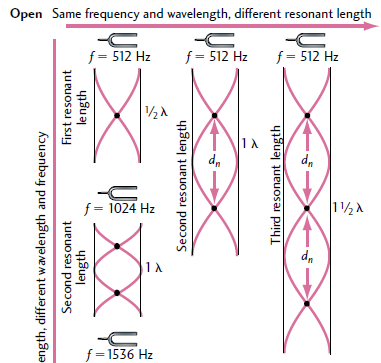 Open Same frequency and wavelength, different resonant length
f = 512 Hz
f = 512 Hz
f = 512 Hz
First resonant
length
½ λ
Second resonant length
dn
1 λ
Third resonant length
dn
1½ λ
dn
f = 1024 Hz
Second resonant
length
1 λ
f = 1536 Hz
ength, different wavelength and frequency